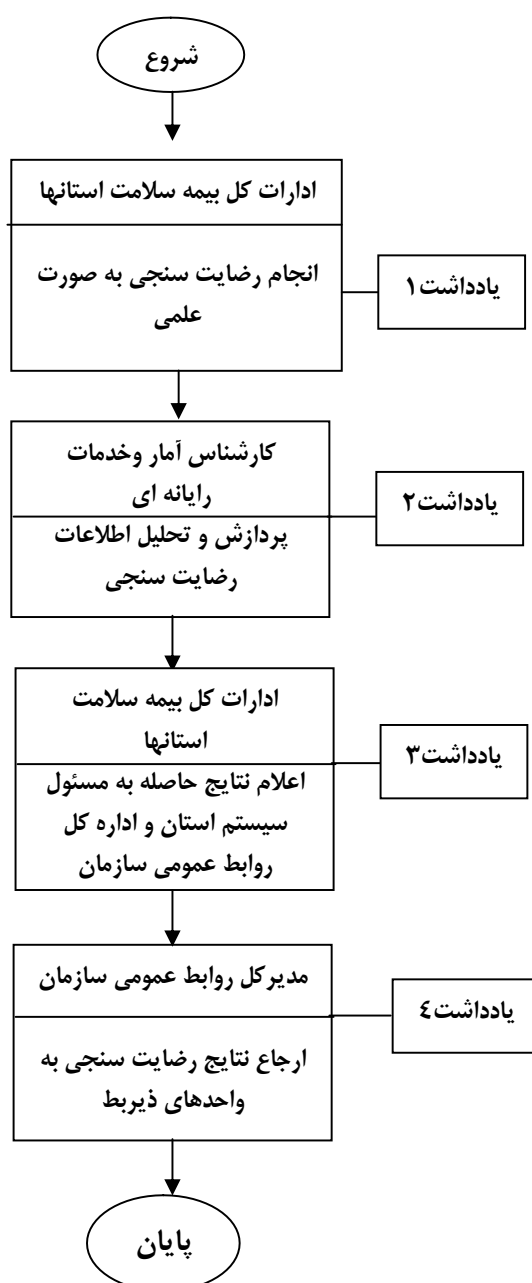 شروع
ادارات کل بیمه سلامت استانها
انجام رضایت سنجی به صورت
علمی
یادداشت۱
کارشناس آمار وخدمات
رایانه ای
پردازش و تحلیل اطلاعات
رضایت سنجی
یادداشت۲
ادارات کل بیمه سلامت
استانها
اعلام نتایج حاصله به مسئول
سیستم استان و اداره کل
روابط عمومی سازمان
یادداشت۳
مدیرکل روابط عمومی سازمان
ارجاع نتایج رضایت سنجی به
واحدهای ذیربط
یادداشت٤
پایان